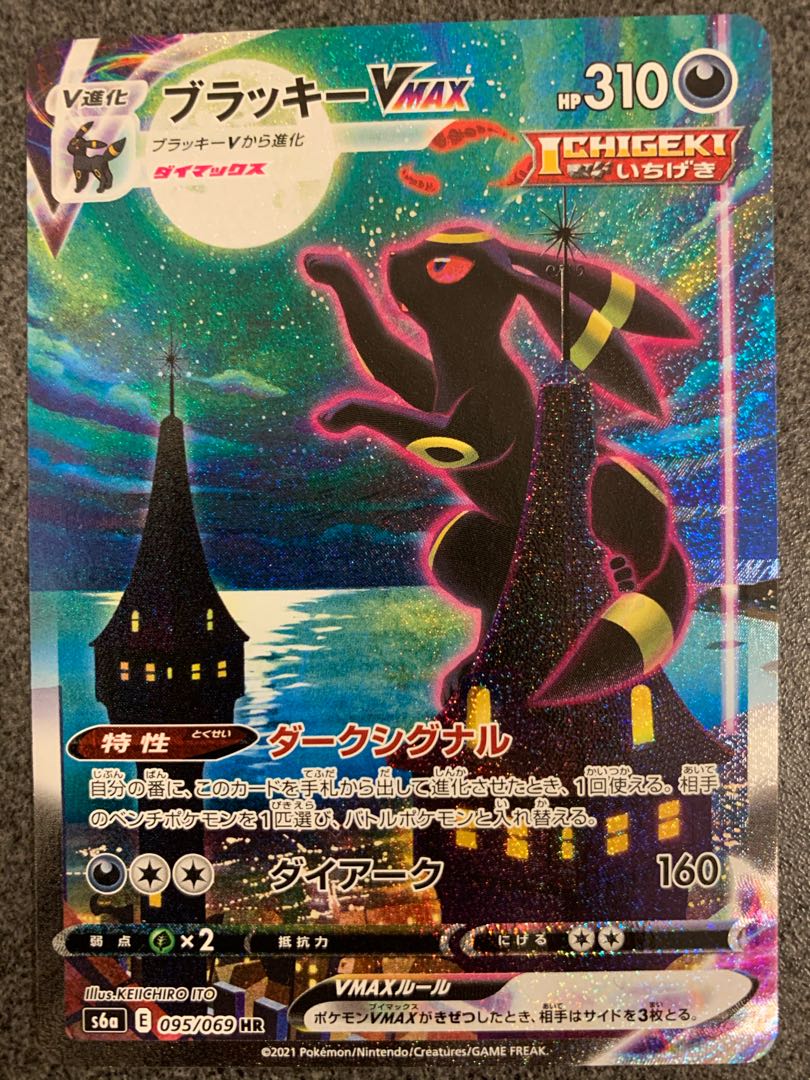 V進化
ブラッキーVMAX
HP310
ブラッキーVから進化
ダイマックス
ICHIGEKI
いちげき
特性 とくせい ダークシグナル
自分の番に、このカードを手札から出して進化させたとき、1回使える。相手
のベンチポケモンを1匹選び、バトルポケモンと入れ替える。
ダイアーク 160
弱点 ×2 抵抗力 にげる
Illus.KEIICHIRO ITO
VMAXルール
ポケモンVMAXがきぜつしたとき、相手はサイドを3枚とる。
s6a E 095/069 HR
©2021 Pokémon/Nintendo/Creatures/GAME FREAK.